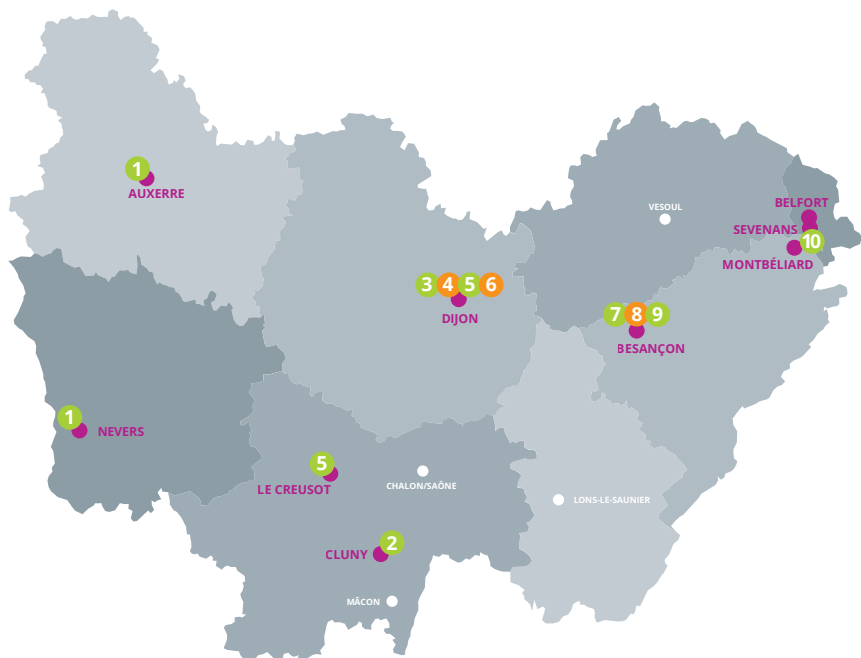 1
AUXERRE
VESOUL
BELFORT
SEVENANS
10
MONTBÉLIARD
3 4 5 6
DIJON
7 8 9
BESANÇON
1
NEVERS
5
LE CREUSOT
CHALON/SAÔNE
LONS-LE-SAUNIER
2
CLUNY
MÂCON